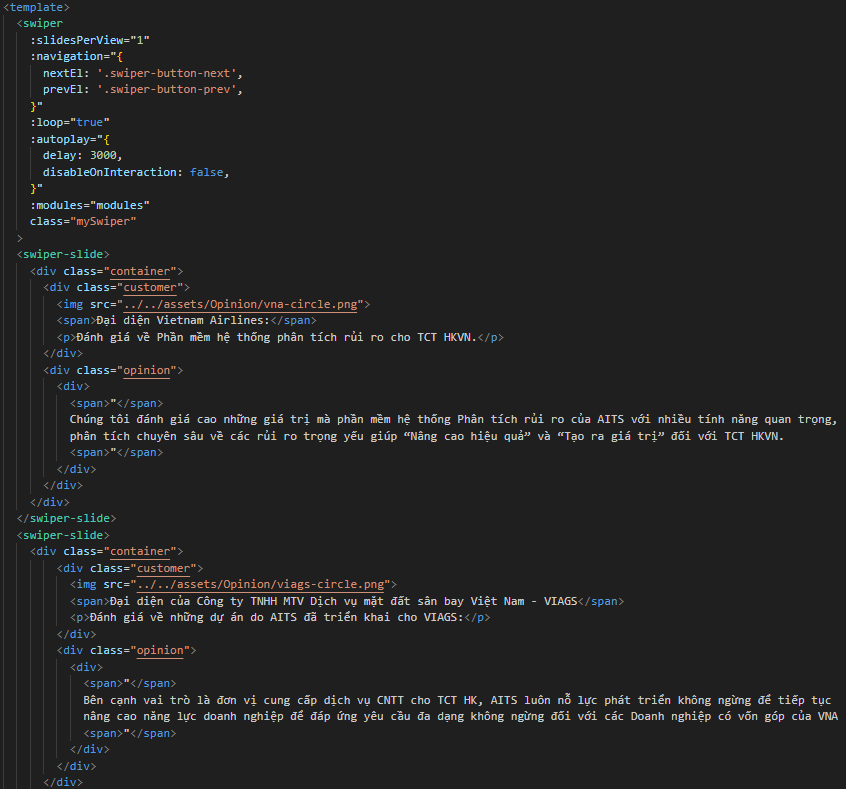 <template>
<swiper
:slidesPerView="1"
:navigation="{
nextEl: '.swiper-button-next',
prevEl: '.swiper-button-prev',
}"
:loop="true"
:autoplay="{
delay: 3000,
disableOnInteraction: false,
}"
:modules="modules"
class="mySwiper"
>
<swiper-slide>
<div class="container">
<div class="customer">
<img src="../../assets/Opinion/vna-circle.png">
<span>Đại diện Vietnam Airlines:</span>
<p>Đánh giá về Phần mềm hệ thống phân tích rủi ro cho TCT HKVN.</p>
</div>
<div class="opinion">
<div>
<span>"</span>
Chúng tôi đánh giá cao những giá trị mà phần mềm hệ thống Phân tích rủi ro của AITS với nhiều tính năng quan trọng,
phân tích chuyên sâu về các rủi ro trọng yếu giúp “Nâng cao hiệu quả” và “Tạo ra giá trị” đối với TCT HKVN.
<span>"</span>
</div>
</div>
</div>
</swiper-slide>
<swiper-slide>
<div class="container">
<div class="customer">
<img src="../../assets/Opinion/viags-circle.png">
<span>Đại diện của Công ty TNHH MTV Dịch vụ mặt đất sân bay Việt Nam - VIAGS</span>
<p>Đánh giá về những dự án do AITS đã triển khai cho VIAGS:</p>
</div>
<div class="opinion">
<div>
<span>"</span>
Bên cạnh vai trò là đơn vị cung cấp dịch vụ CNTT cho TCT HK, AITS luôn nỗ lực phát triển không ngừng để tiếp tục
nâng cao năng lực doanh nghiệp để đáp ứng yêu cầu đa dạng không ngừng đối với các Doanh nghiệp có vốn góp của VNA
<span>"</span>
</div>
</div>
</div>